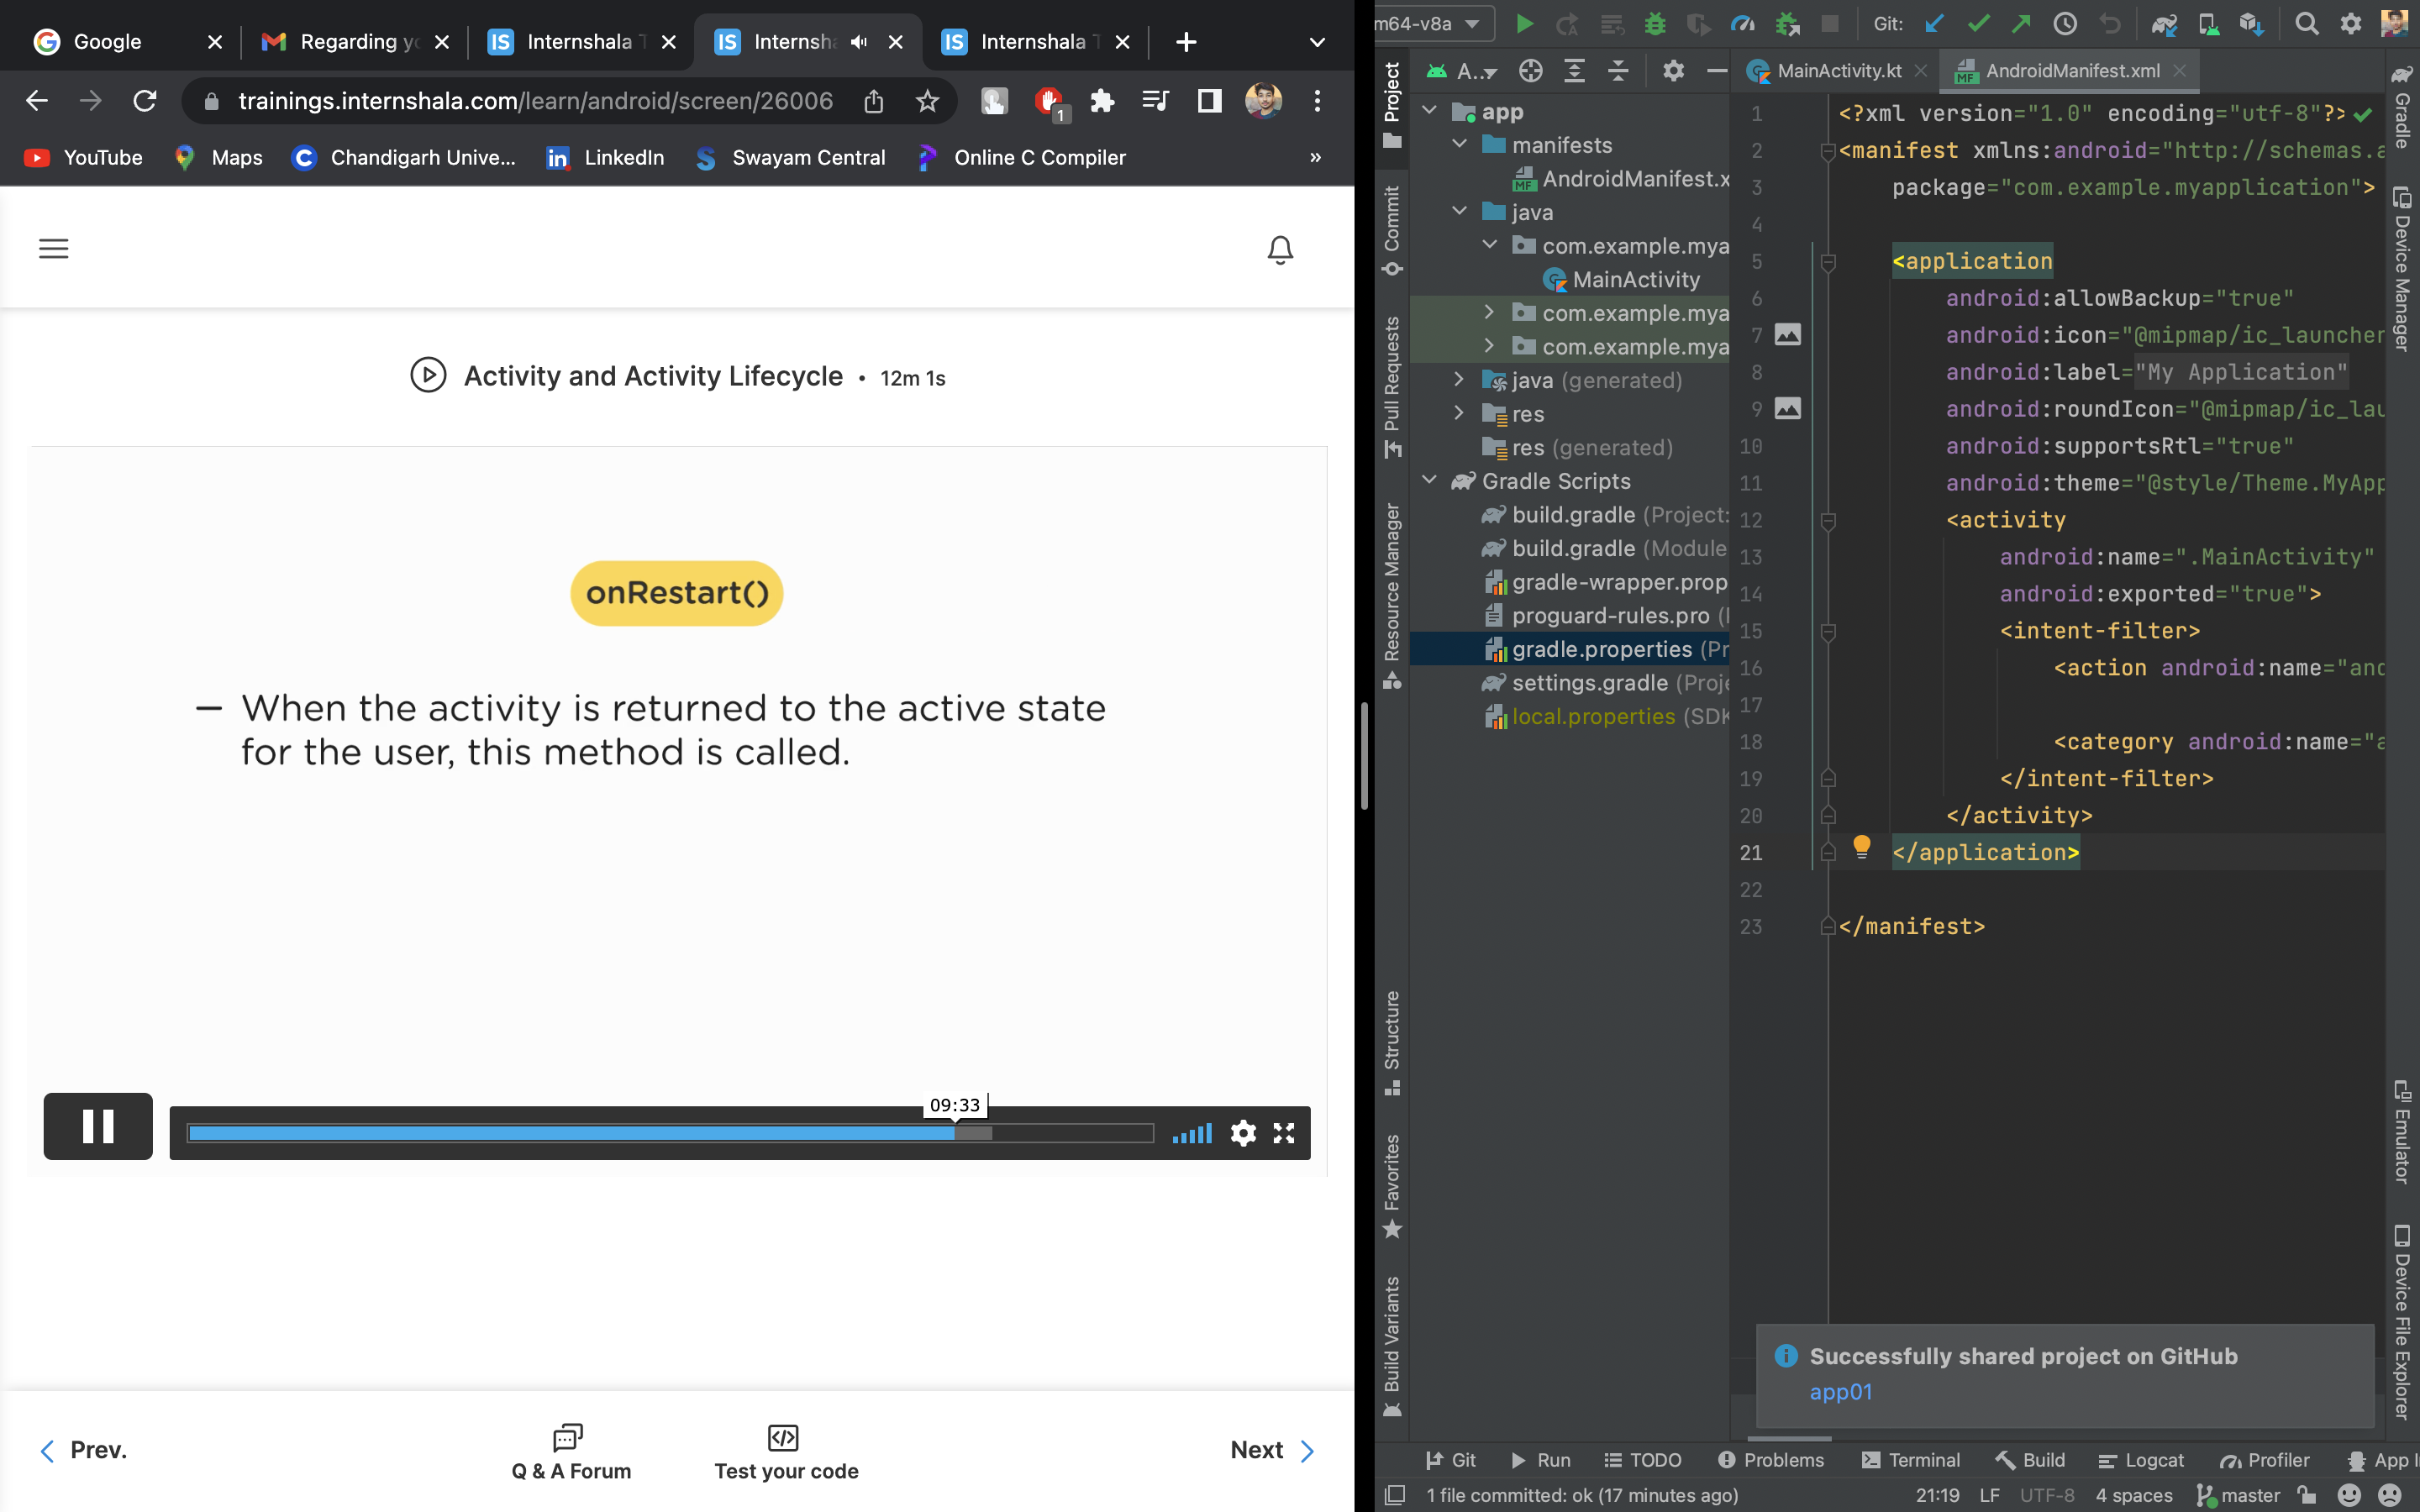 Google
Regarding yo
Internshala T
Internsha
Internshala T
trainings.internshala.com/learn/android/screen/26006
1
YouTube
Maps
Chandigarh Unive...
LinkedIn
Swayam Central
Online C Compiler
»
Activity and Activity Lifecycle • 12m 1s
onRestart()
— When the activity is returned to the active state
for the user, this method is called.
09:33
Prev.
Q & A Forum
Test your code
Next
m64-v8a
Git:
Project
Commit
Pull Requests
Resource Manager
Structure
Favorites
Build Variants
A...
app
manifests
AndroidManifest.x
java
com.example.mya
MainActivity
com.example.mya
com.example.mya
java (generated)
res
res (generated)
Gradle Scripts
build.gradle (Project:
build.gradle (Module
gradle-wrapper.prop
proguard-rules.pro (
gradle.properties (Pr
settings.gradle (Proje
local.properties (SDK
MainActivity.kt
AndroidManifest.xml
1 <?xml version="1.0" encoding="utf-8"?>
2 <manifest xmlns:android="http://schemas.a
3 package="com.example.myapplication">
4
5 <application
6 android:allowBackup="true"
7 android:icon="@mipmap/ic_launcher
8 android:label="My Application"
9 android:roundIcon="@mipmap/ic_lau
10 android:supportsRtl="true"
11 android:theme="@style/Theme.MyApp
12 <activity
13 android:name=".MainActivity"
14 android:exported="true">
15 <intent-filter>
16 <action android:name="and
17
18 <category android:name="a
19 </intent-filter>
20 </activity>
21 </application>
22
23 </manifest>
Gradle
Device Manager
Emulator
Device File Explorer
Successfully shared project on GitHub
app01
Git
Run
TODO
Problems
Terminal
Build
Logcat
Profiler
App I
1 file committed: ok (17 minutes ago)
21:19 LF UTF-8 4 spaces master